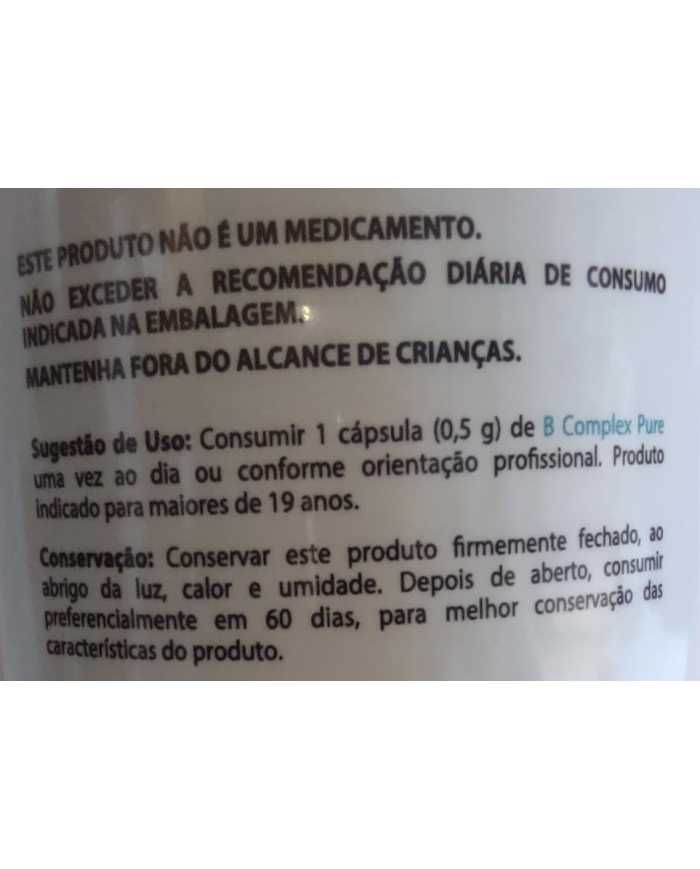 ESTE PRODUTO NÃO É UM MEDICAMENTO.
NÃO EXCEDER A RECOMENDAÇÃO DIÁRIA DE CONSUMO
INDICADA NA EMBALAGEM.
MANTENHA FORA DO ALCANCE DE CRIANÇAS.
Sugestão de Uso: Consumir 1 cápsula (0,5 g) de B Complex Pure
uma vez ao dia ou conforme orientação profissional. Produto
indicado para maiores de 19 anos.
Conservação: Conservar este produto firmemente fechado, ao
abrigo da luz, calor e umidade. Depois de aberto, consumir
preferencialmente em 60 dias, para melhor conservação das
características do produto.